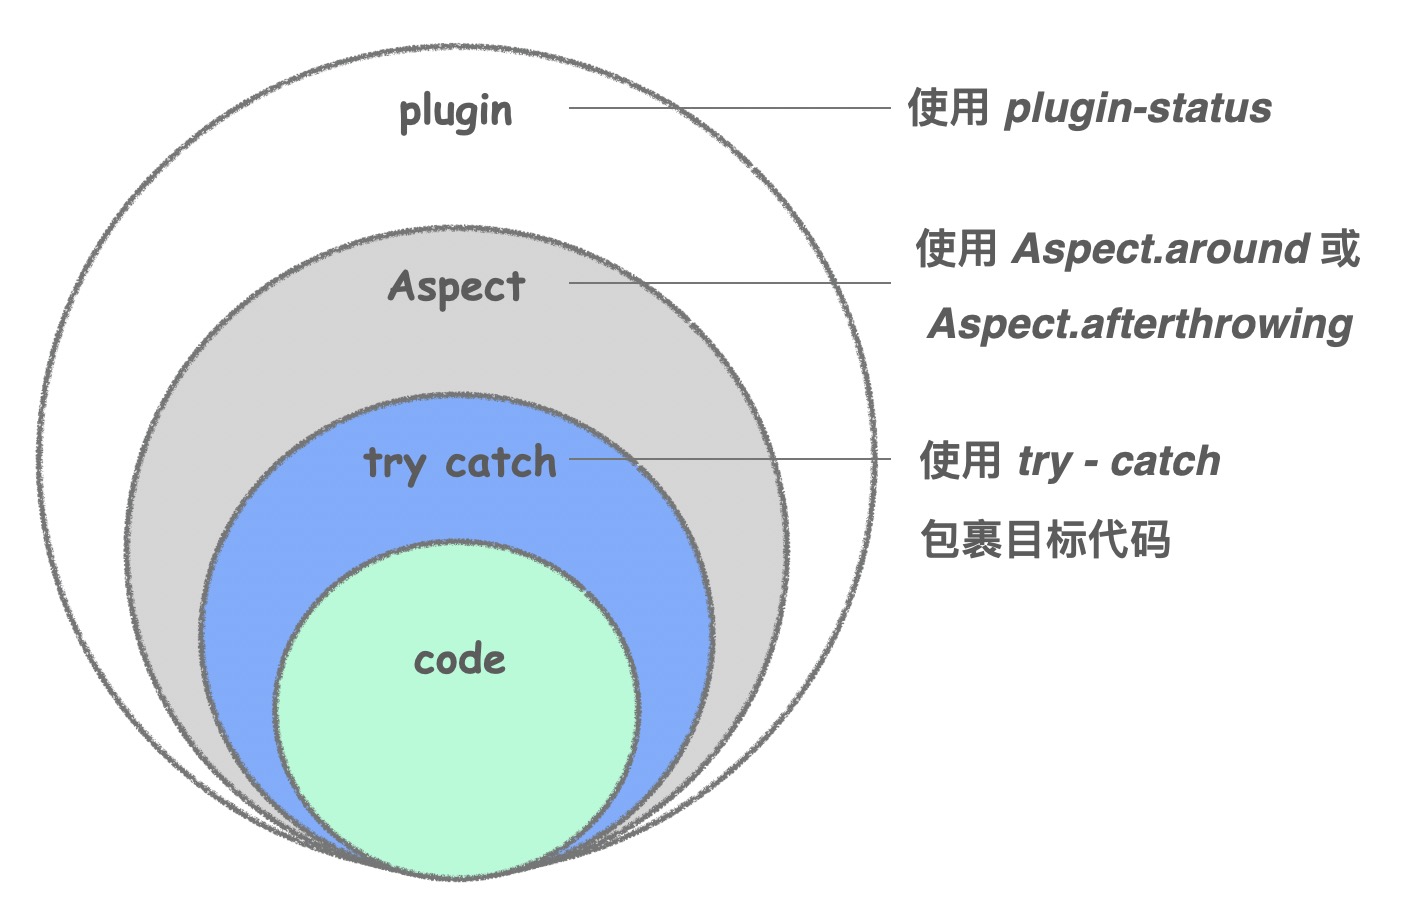 plugin
使用 plugin-status
Aspect
使用 Aspect.around 或
Aspect.afterthrowing
try catch
使用 try - catch
包裹目标代码
code